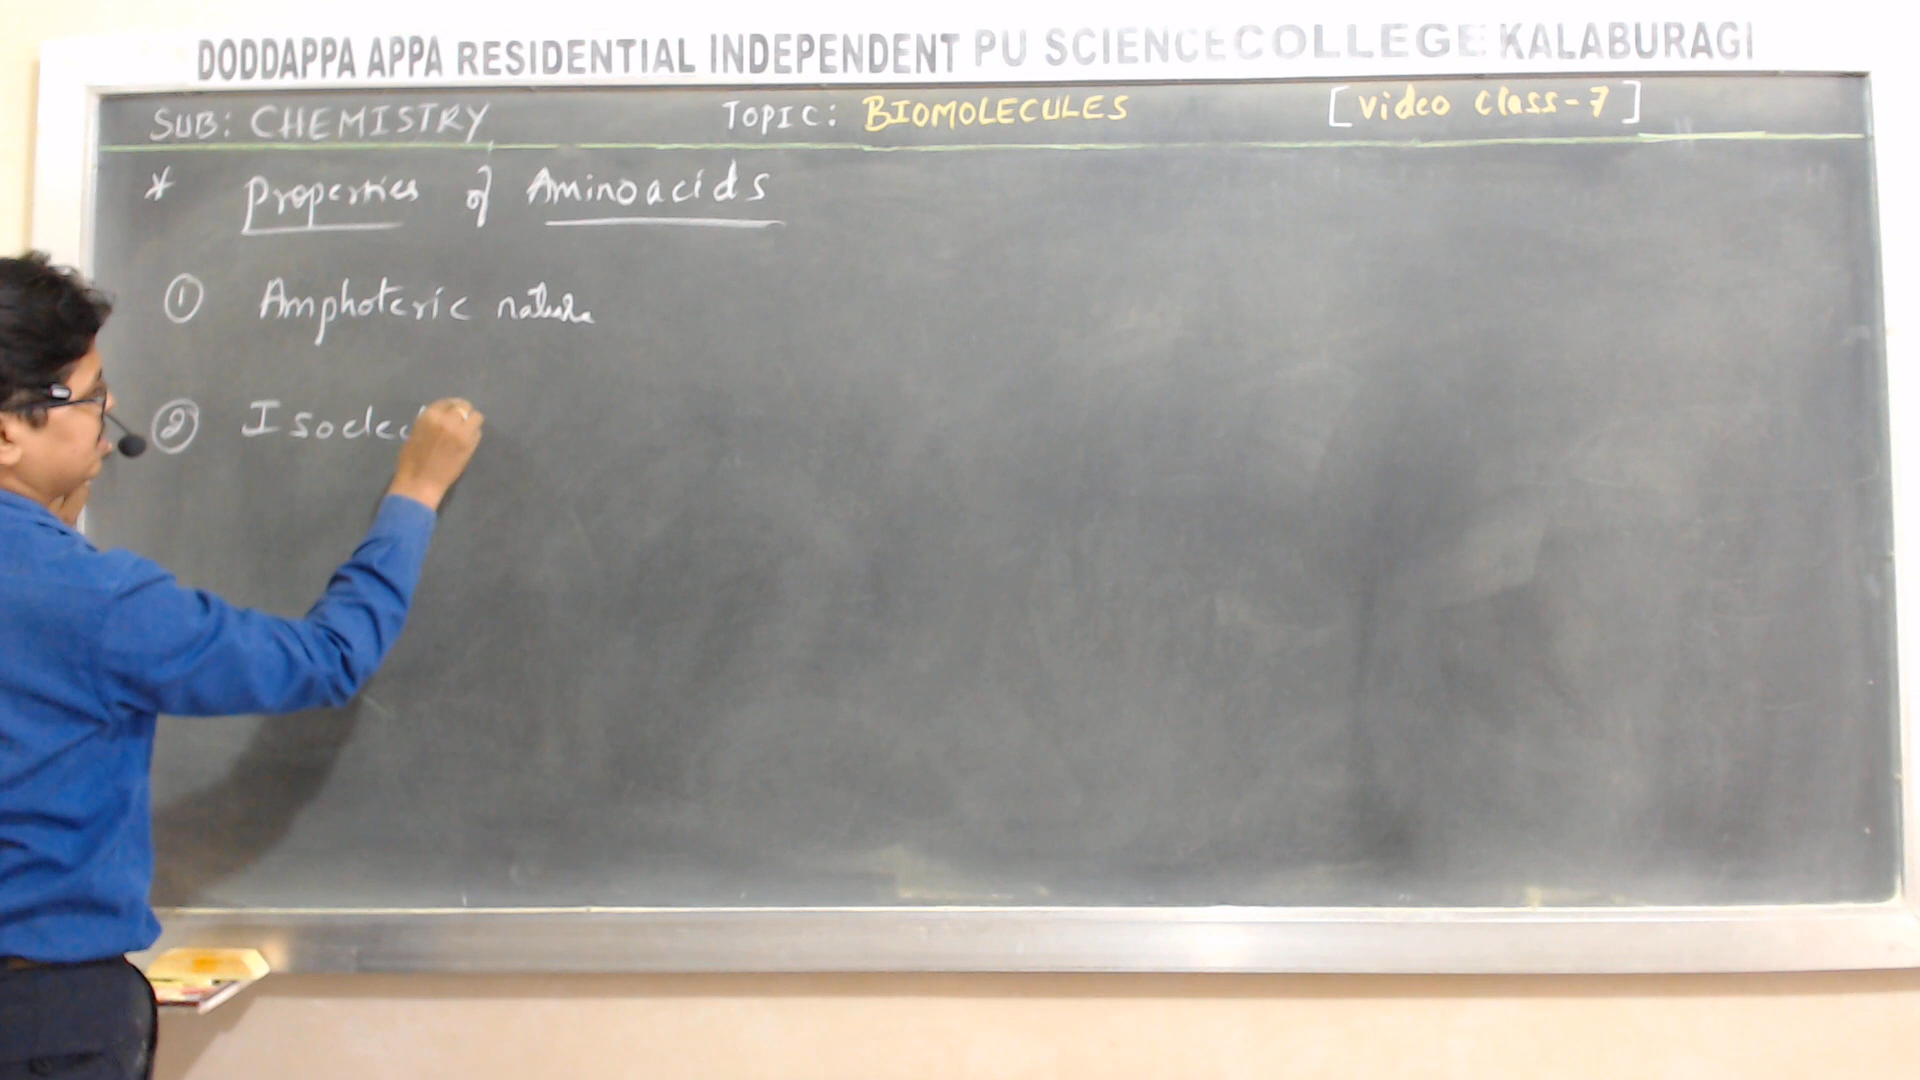 DODDAPPA APPA RESIDENTIAL INDEPENDENT PU SCIENCE COLLEGE KALABURAGI
SUB: CHEMISTRY TOPIC: BIOMOLECULES [Video Class-7]
* Properties of Aminoacids
① Amphoteric nature
② Isoelec